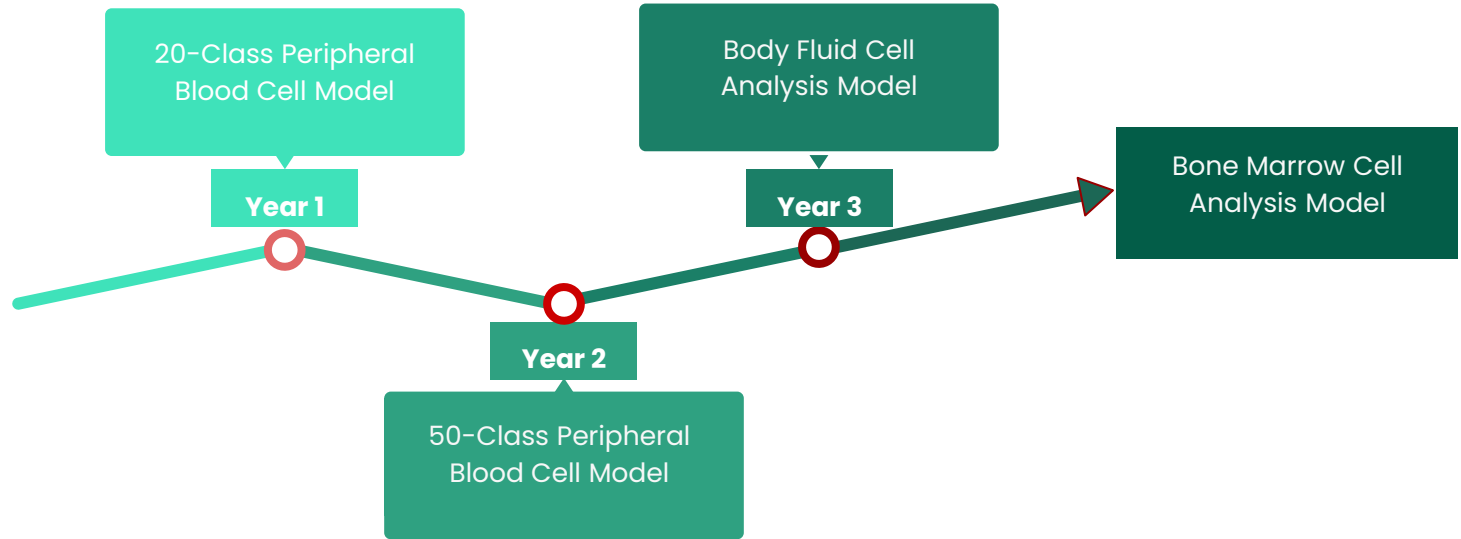 20-Class Peripheral
Blood Cell Model
Year 1
Year 2
50-Class Peripheral
Blood Cell Model
Body Fluid Cell
Analysis Model
Year 3
Bone Marrow Cell
Analysis Model